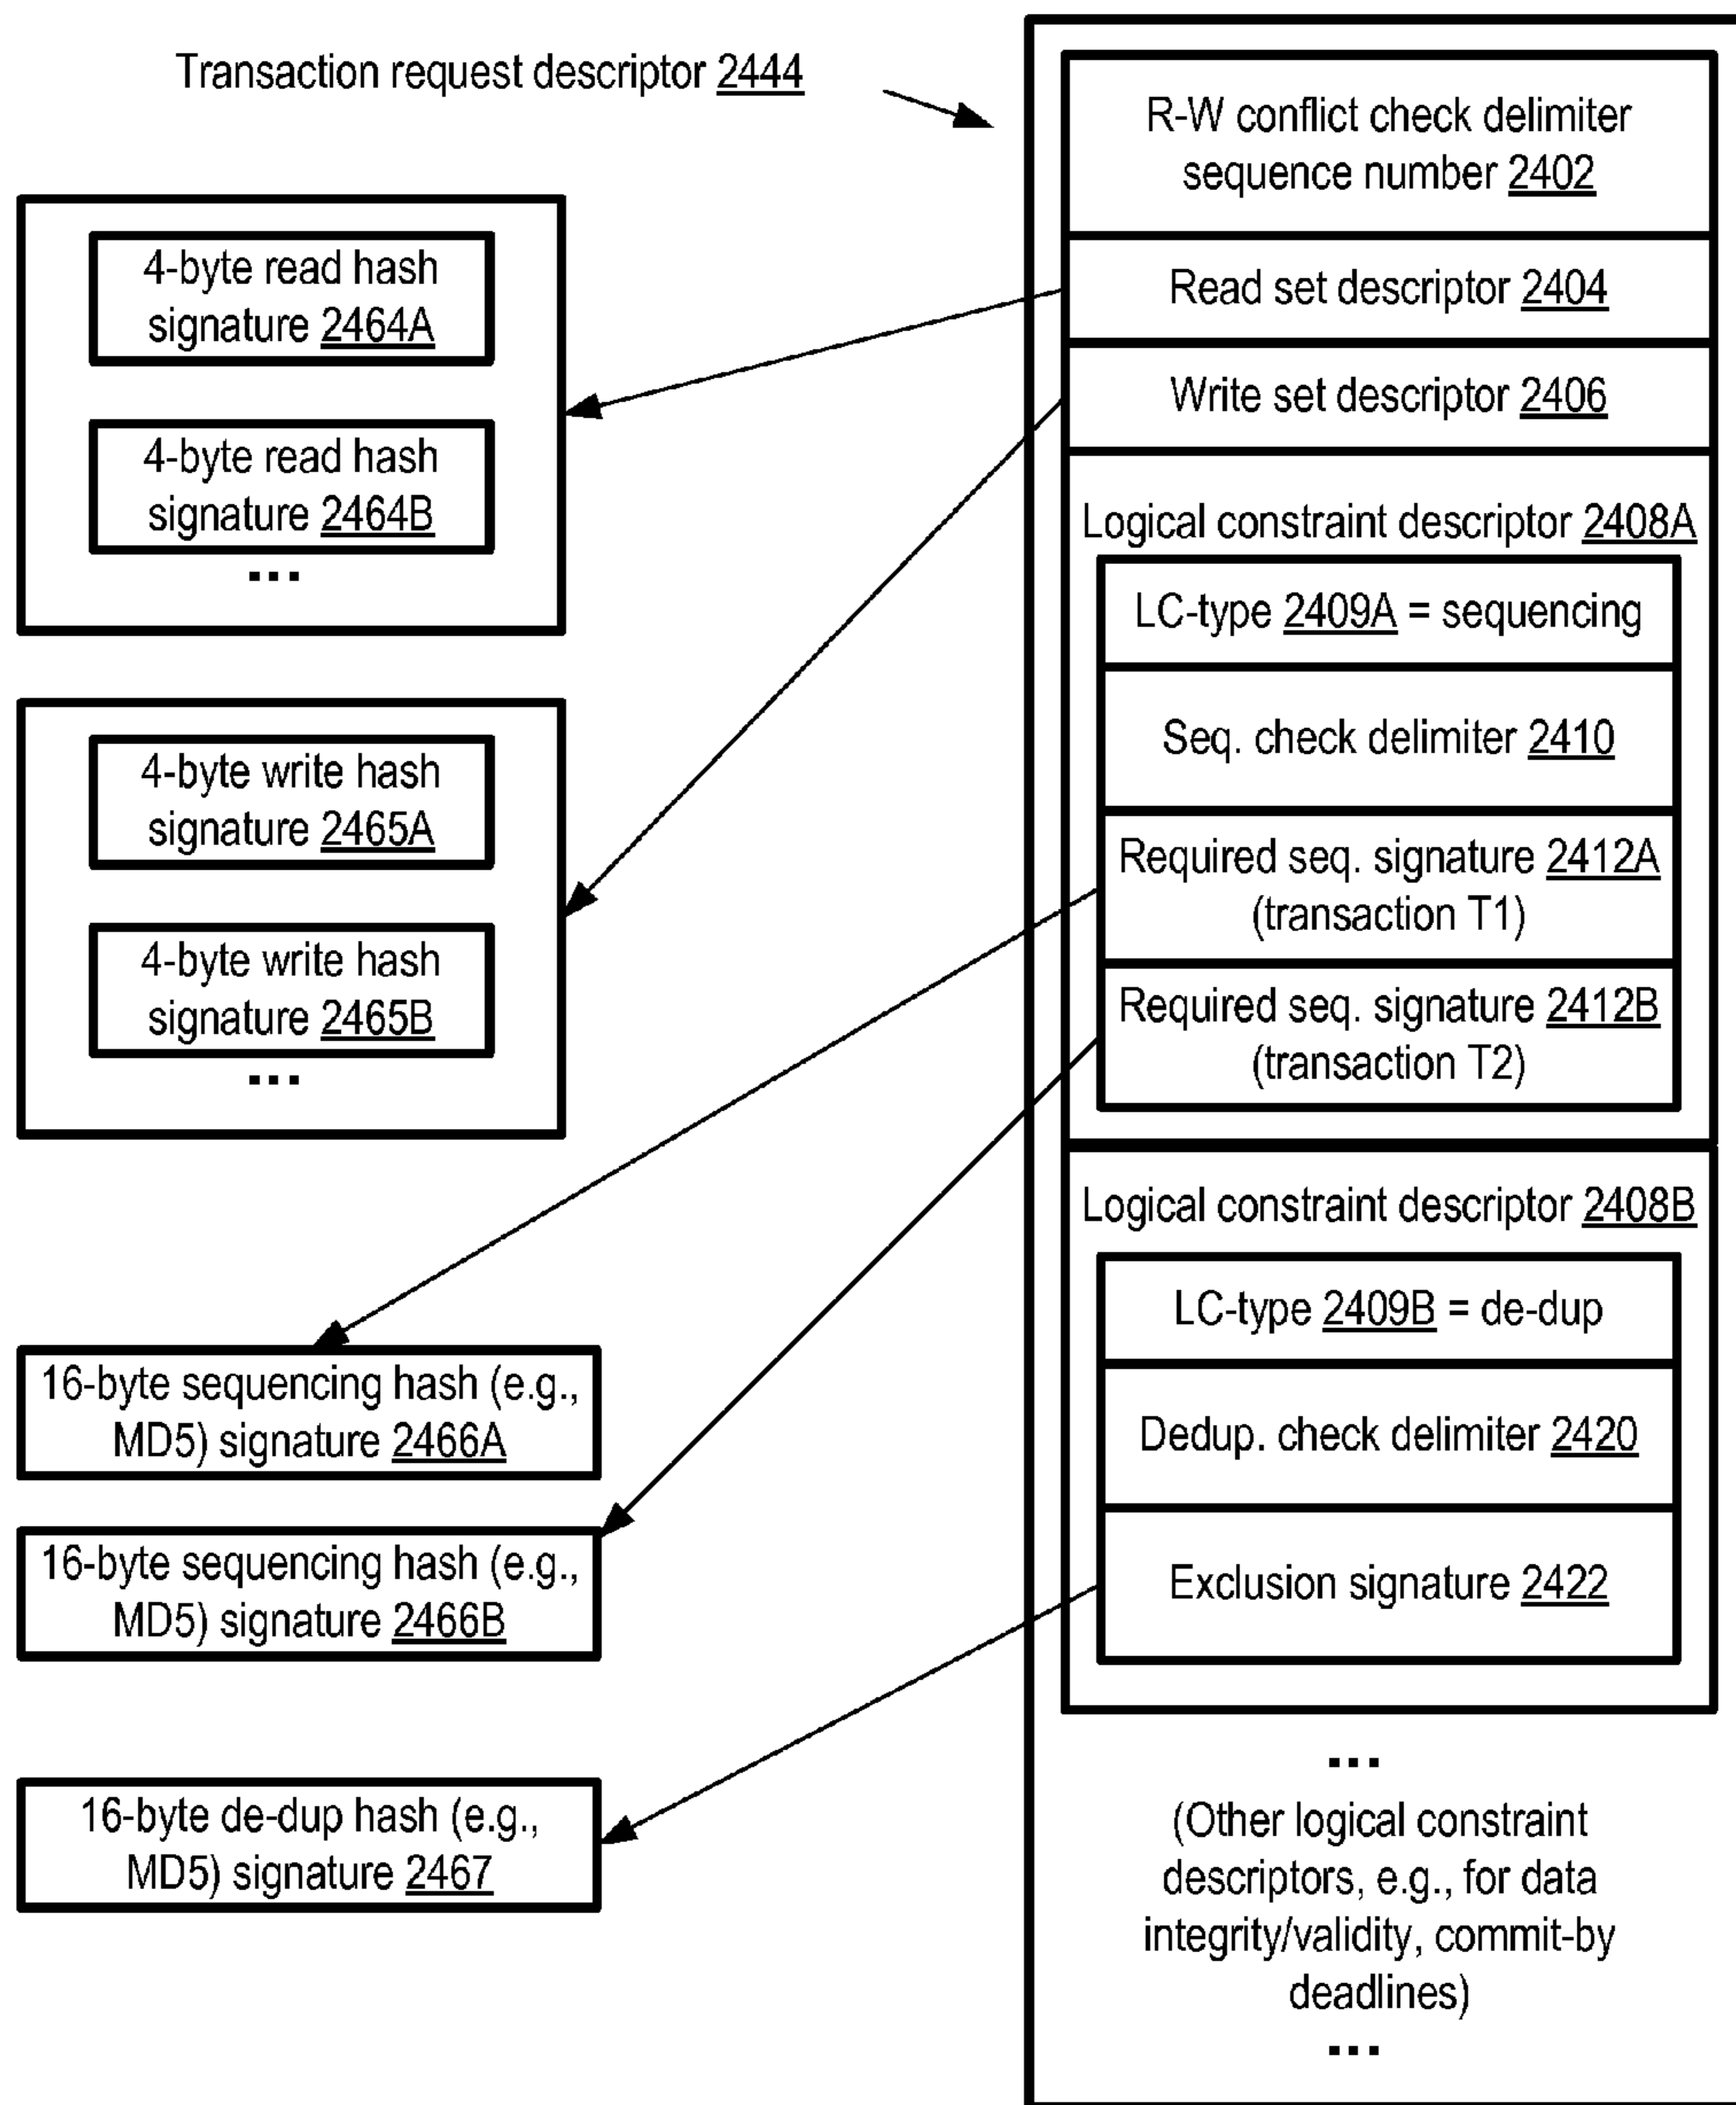 Transaction request descriptor 2444
R-W conflict check delimiter
sequence number 2402
Read set descriptor 2404
Write set descriptor 2406
Logical constraint descriptor 2408A
LC-type 2409A = sequencing
Seq. check delimiter 2410
Required seq. signature 2412A
(transaction T1)
Required seq. signature 2412B
(transaction T2)
Logical constraint descriptor 2408B
LC-type 2409B = de-dup
Dedup. check delimiter 2420
Exclusion signature 2422
...
(Other logical constraint
descriptors, e.g., for data
integrity/validity, commit-by
deadlines)
...
4-byte read hash
signature 2464A
4-byte read hash
signature 2464B
...
4-byte write hash
signature 2465A
4-byte write hash
signature 2465B
...
16-byte sequencing hash (e.g.,
MD5) signature 2466A
16-byte sequencing hash (e.g.,
MD5) signature 2466B
16-byte de-dup hash (e.g.,
MD5) signature 2467